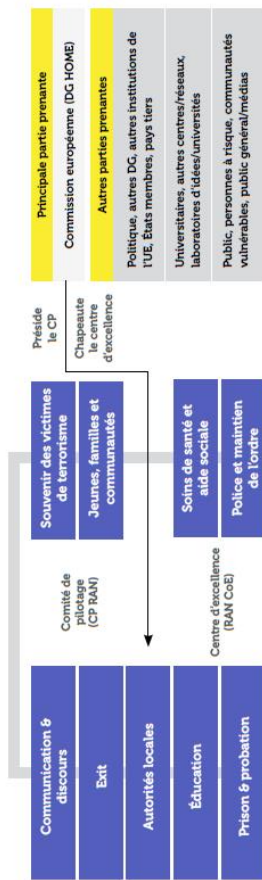 Communication &
discours
Exit
Autorités locales
Éducation
Prison & probation
Comité de
pilotage
(CP RAN)
Centre d'excellence
(RAN CoE)
Souvenir des victimes
de terrorisme
Jeunes, familles et
communautés
Soins de santé et
aide sociale
Police et maintien
de l'ordre
Préside
le CP
Chapeaute
le centre
d'excellence
Principale partie prenante
Commission européenne (DG HOME)
Autres parties prenantes
Politique, autres DG, autres institutions de
l'UE, États membres, pays tiers
Universitaires, autres centres/réseaux,
laboratoires d'idées/universités
Public, personnes à risque, communautés
vulnérables, public général/médias